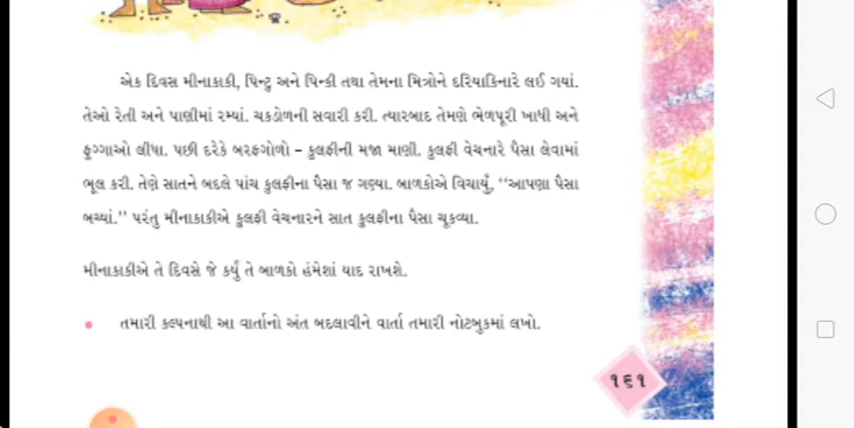 એક દિવસ મીનાકાકી, પિન્ટુ અને પિન્કી તથા તેમના મિત્રોને દરિયાકિનારે લઈ ગયાં.
તેઓ રેતી અને પાણીમાં રમ્યાં. ચકડોળની સવારી કરી. ત્યારબાદ તેમણે ભેળપૂરી ખાધી અને
ફુગ્ગાઓ લીધા. પછી દરેકે બરફગોળો – કુલફીની મજા માણી. કુલફી વેચનારે પૈસા લેવામાં
ભૂલ કરી. તેણે સાતને બદલે પાંચ કુલફીના પૈસા જ ગણ્યા. બાળકોએ વિચાર્યું, ‘‘આપણા પૈસા
બચ્યાં.’’ પરંતુ મીનાકાકીએ કુલફી વેચનારને સાત કુલફીના પૈસા ચૂકવ્યા.
મીનાકાકીએ તે દિવસે જે કર્યું તે બાળકો હંમેશાં યાદ રાખશે.
• તમારી કલ્પનાથી આ વાર્તાનો અંત બદલાવીને વાર્તા તમારી નોટબુકમાં લખો.
૧૬૧